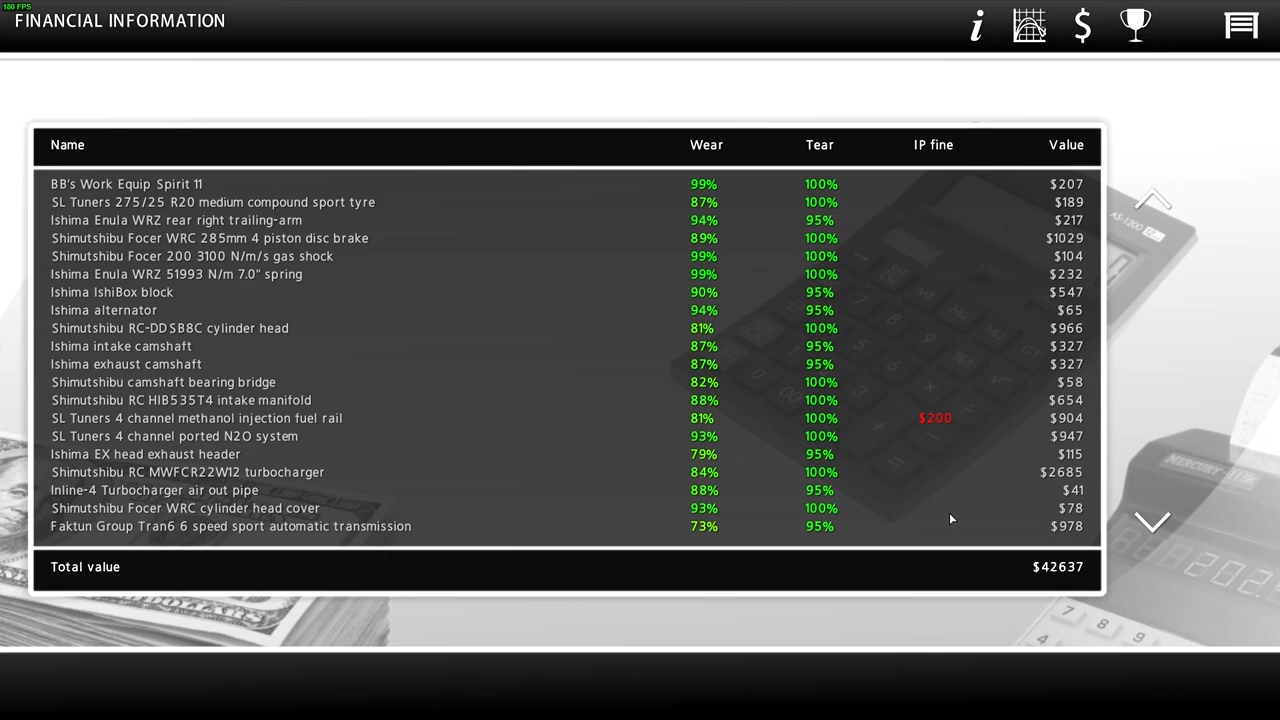 180 FPS
FINANCIAL INFORMATION
Name Wear Tear IP fine Value
BB's Work Equip Spirit 11 99% 100% $207
SL Tuners 275/25 R20 medium compound sport tyre 87% 100% $189
Ishima Enula WRZ rear right trailing-arm 94% 95% $217
Shimutshibu Focer WRC 285mm 4 piston disc brake 89% 100% $1029
Shimutshibu Focer 200 3100 N/m/s gas shock 99% 100% $104
Ishima Enula WRZ 51993 N/m 7.0" spring 99% 100% $232
Ishima IshiBox block 90% 95% $547
Ishima alternator 94% 95% $65
Shimutshibu RC-DDSB8C cylinder head 81% 100% $966
Ishima intake camshaft 87% 95% $327
Ishima exhaust camshaft 87% 95% $327
Shimutshibu camshaft bearing bridge 82% 100% $58
Shimutshibu RC HIB535T4 intake manifold 88% 100% $654
SL Tuners 4 channel methanol injection fuel rail 81% 100% $200 $904
SL Tuners 4 channel ported N2O system 93% 100% $947
Ishima EX head exhaust header 79% 95% $115
Shimutshibu RC MWFCR22W12 turbocharger 84% 100% $2685
Inline-4 Turbocharger air out pipe 88% 95% $41
Shimutshibu Focer WRC cylinder head cover 93% 100% $78
Faktun Group Tran6 6 speed sport automatic transmission 73% 95% $978
Total value $42637
AS-1200